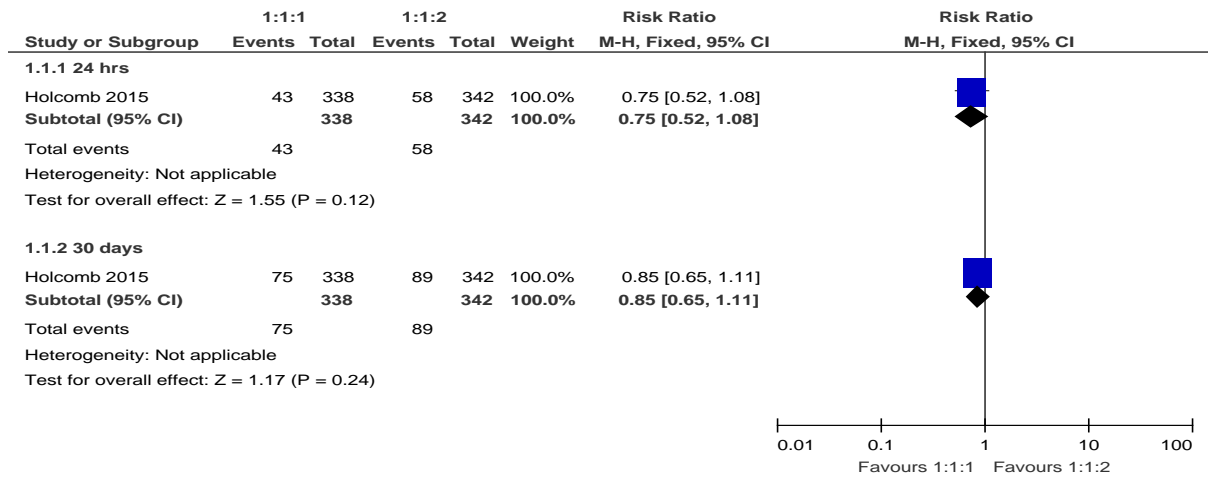 1:1:1 1:1:2 Risk Ratio Risk Ratio
Study or Subgroup Events Total Events Total Weight M-H, Fixed, 95% CI M-H, Fixed, 95% CI
1.1.1 24 hrs
Holcomb 2015 43 338 58 342 100.0% 0.75 [0.52, 1.08]
Subtotal (95% CI) 338 342 100.0% 0.75 [0.52, 1.08]
Total events 43 58
Heterogeneity: Not applicable
Test for overall effect: Z = 1.55 (P = 0.12)
1.1.2 30 days
Holcomb 2015 75 338 89 342 100.0% 0.85 [0.65, 1.11]
Subtotal (95% CI) 338 342 100.0% 0.85 [0.65, 1.11]
Total events 75 89
Heterogeneity: Not applicable
Test for overall effect: Z = 1.17 (P = 0.24)
0.01 0.1 1 10 100
Favours 1:1:1 Favours 1:1:2